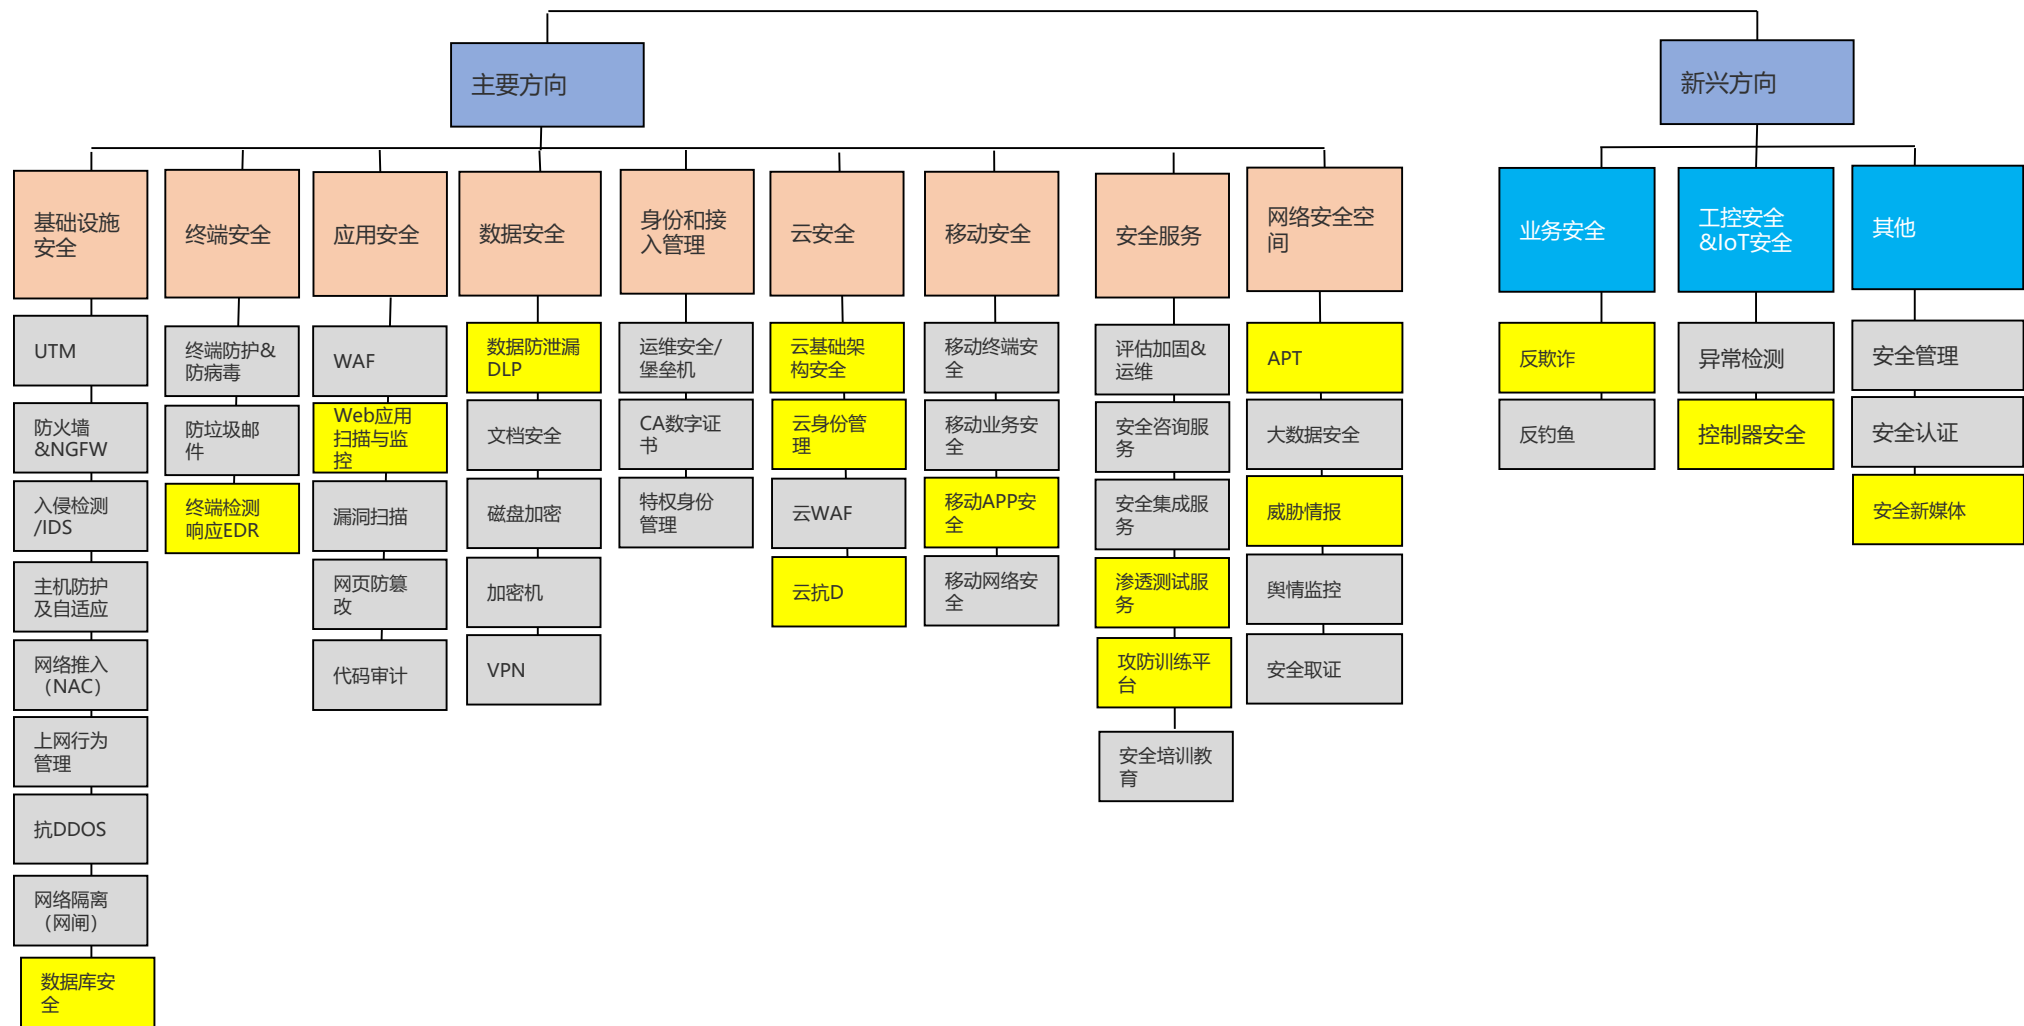 主要方向
新兴方向
基础设施
安全
终端安全
应用安全
数据安全
身份和接
入管理
云安全
移动安全
安全服务
网络安全空
间
业务安全
工控安全
&IoT安全
其他
UTM
防火墙
&NGFW
入侵检测
/IDS
主机防护
及自适应
网络推入
（NAC）
上网行为
管理
抗DDOS
网络隔离
（网闸）
数据库安
全
终端防护&
防病毒
防垃圾邮
件
终端检测
响应EDR
WAF
Web应用
扫描与监
控
漏洞扫描
网页防篡
改
代码审计
数据防泄漏
DLP
文档安全
磁盘加密
加密机
VPN
运维安全/
堡垒机
CA数字证
书
特权身份
管理
云基础架
构安全
云身份管
理
云WAF
云抗D
移动终端安
全
移动业务安
全
移动APP安
全
移动网络安
全
评估加固&
运维
安全咨询服
务
安全集成服
务
渗透测试服
务
攻防训练平
台
安全培训教
育
APT
大数据安全
威胁情报
舆情监控
安全取证
反欺诈
反钓鱼
异常检测
控制器安全
安全管理
安全认证
安全新媒体